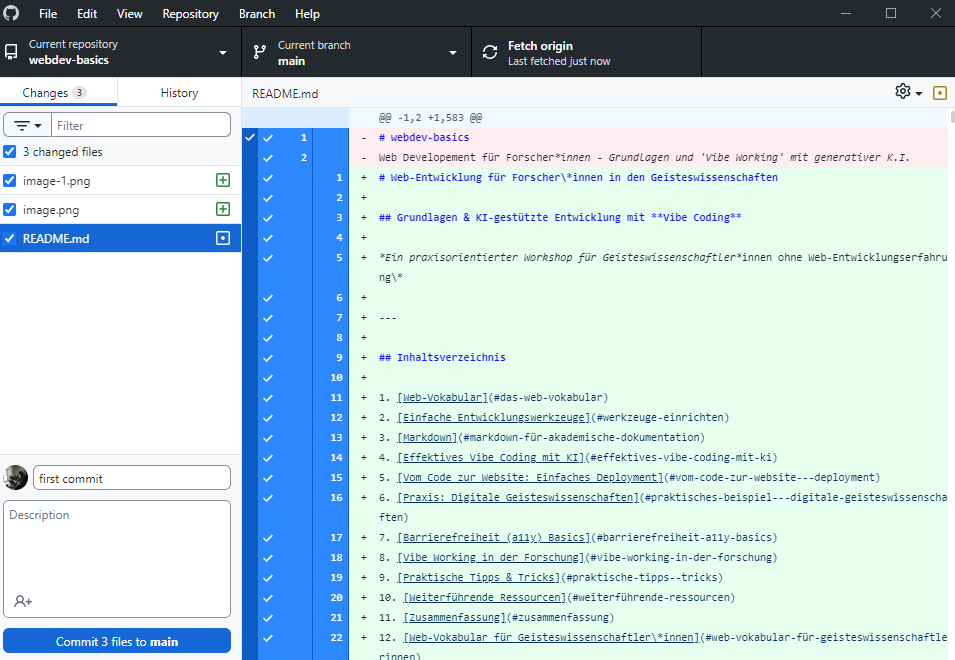 File Edit View Repository Branch Help
Current repository
webdev-basics
Current branch
main
Fetch origin
Last fetched just now
Changes 3 History
Filter
3 changed files
image-1.png
image.png
README.md
first commit
Description
Commit 3 files to main
README.md
@@ -1,2 +1,583 @@
1 - # webdev-basics
2 - Web Developement für Forscher*innen - Grundlagen und 'Vibe Working' mit generativer K.I.
1 + # Web-Entwicklung für Forscher\*innen in den Geisteswissenschaften
2 +
3 + ## Grundlagen & KI-gestützte Entwicklung mit **Vibe Coding**
4 +
5 + *Ein praxisorientierter Workshop für Geisteswissenschaftler*innen ohne Web-Entwicklungserfahru
ng\*
6 +
7 + ---
8 +
9 + ## Inhaltsverzeichnis
10 +
11 + 1. [Web-Vokabular](#das-web-vokabular)
12 + 2. [Einfache Entwicklungswerkzeuge](#werkzeuge-einrichten)
13 + 3. [Markdown](#markdown-für-akademische-dokumentation)
14 + 4. [Effektives Vibe Coding mit KI](#effektives-vibe-coding-mit-ki)
15 + 5. [Vom Code zur Website: Einfaches Deployment](#vom-code-zur-website---deployment)
16 + 6. [Praxis: Digitale Geisteswissenschaften](#praktisches-beispiel---digitale-geisteswissenscha
ften)
17 + 7. [Barrierefreiheit (a11y) Basics](#barrierefreiheit-a11y-basics)
18 + 8. [Vibe Working in der Forschung](#vibe-working-in-der-forschung)
19 + 9. [Praktische Tipps & Tricks](#praktische-tipps--tricks)
20 + 10. [Weiterführende Ressourcen](#weiterführende-ressourcen)
21 + 11. [Zusammenfassung](#zusammenfassung)
22 + 12. [Web-Vokabular für Geisteswissenschaftler\*innen](#web-vokabular-für-geisteswissenschaftle
rinnen)